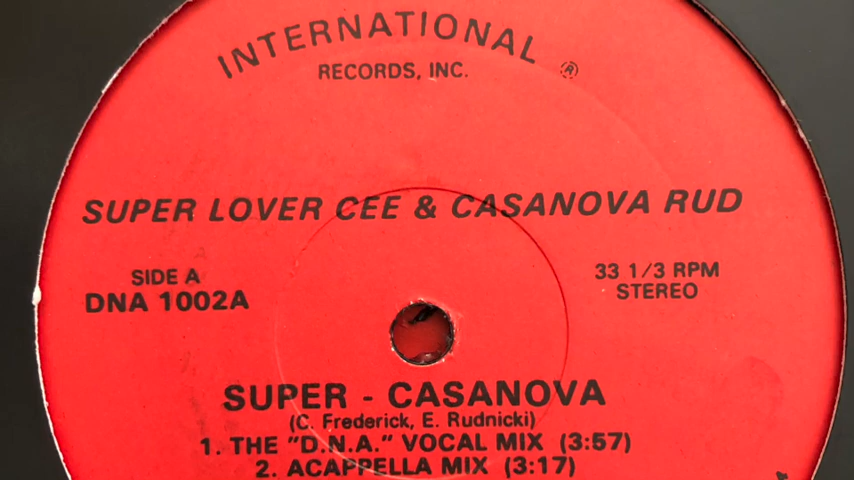 INTERNATIONAL
RECORDS, INC. ®
SUPER LOVER CEE & CASANOVA RUD
SIDE A
DNA 1002A
33 1/3 RPM
STEREO
SUPER - CASANOVA
(C. Frederick, E. Rudnicki)
1. THE "D.N.A." VOCAL MIX (3:57)
2. ACAPPELLA MIX (3:17)